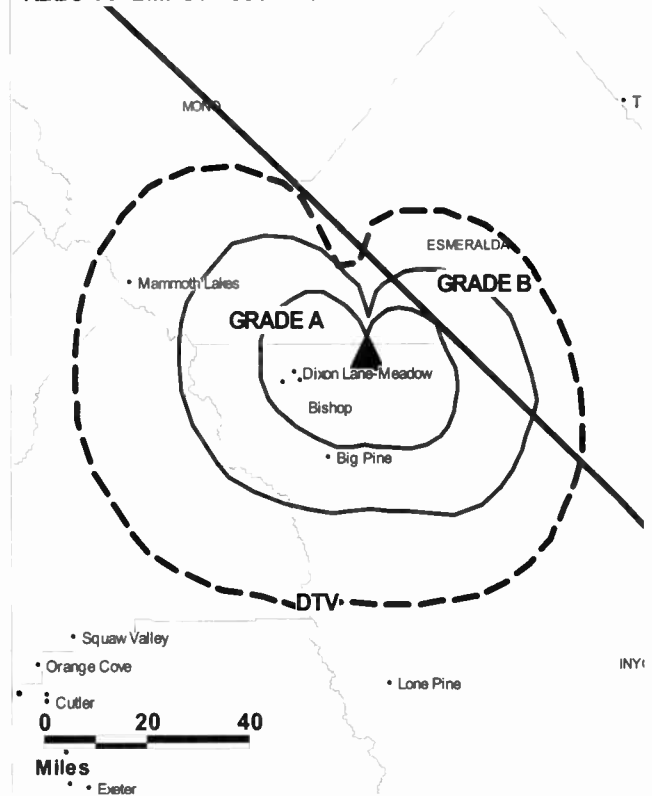 MONO
T
ESMERALDA
Mammoth Lakes
GRADE B
GRADE A
Dixon Lane-Meadow
Bishop
Big Pine
DTV
Squaw Valley
Orange Cove
INY
Lone Pine
Cutler
0 20 40
Miles
Exeter